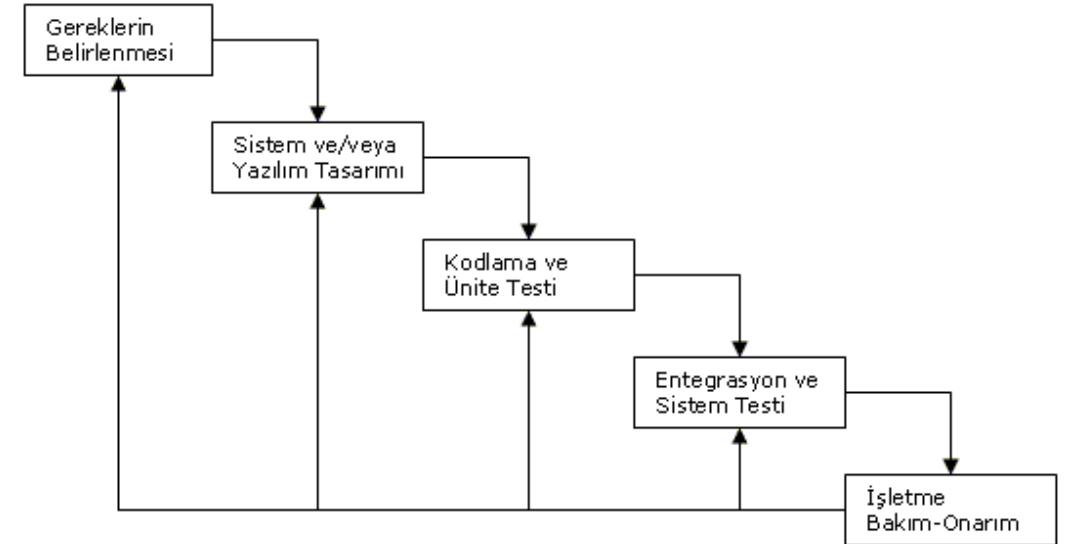 Gereklerin
Belirlenmesi
Sistem ve/veya
Yazılım Tasarımı
Kodlama ve
Ünite Testi
Entegrasyon ve
Sistem Testi
İşletme
Bakım-Onarım